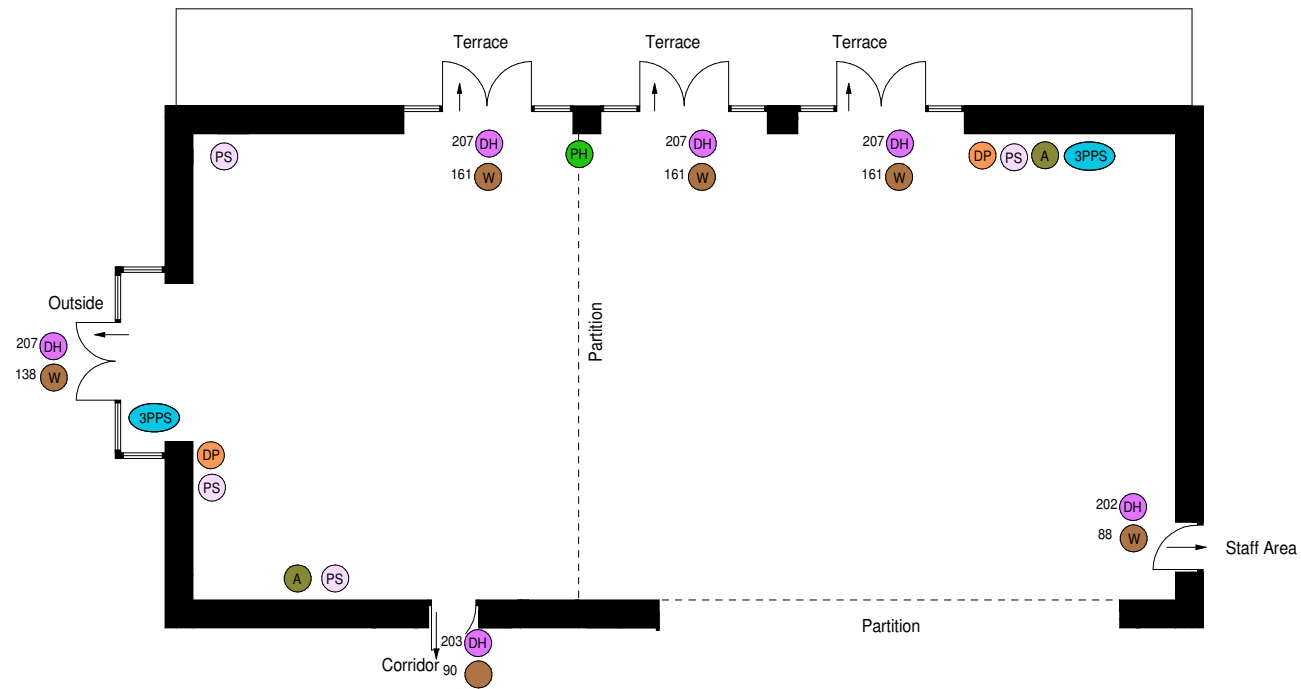 Terrace
Terrace
Terrace
207 DH
207 DH
207 DH
PS
PH
DP PS A 3PPS
161 W
161 W
161 W
Outside
Partition
207 DH
138 W
3PPS
DP
PS
202 DH
88 W
Staff Area
A PS
Partition
203 DH
Corridor
90